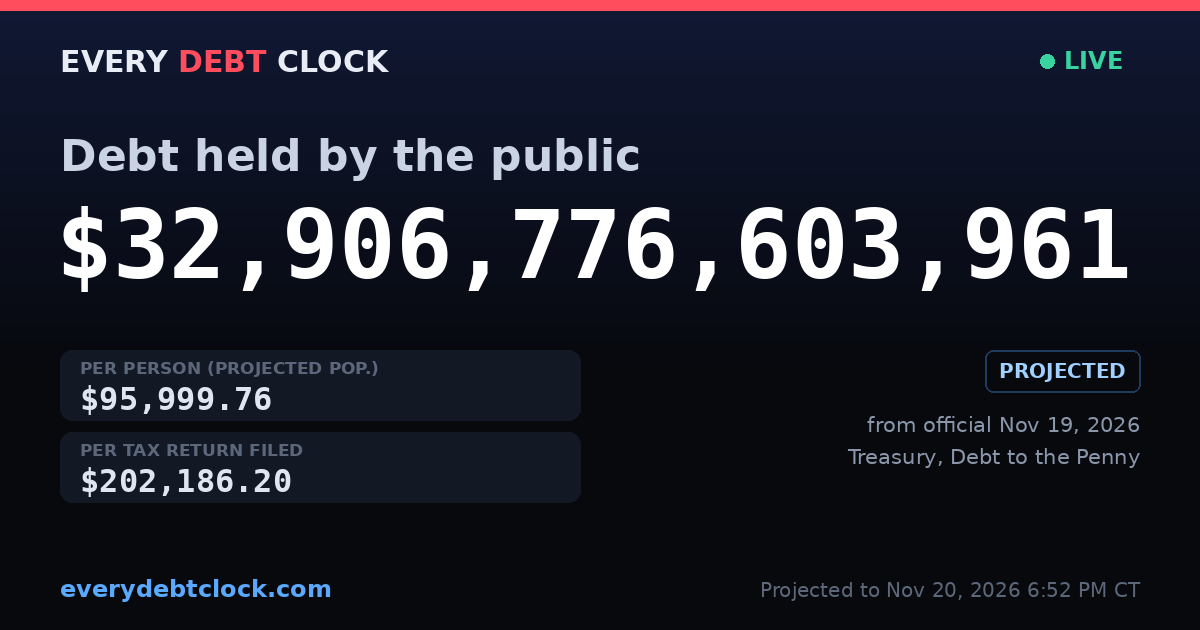 EVERY DEBT CLOCK
LIVE
Debt held by the public
$32,906,776,603,961
PER PERSON (PROJECTED POP.)
$95,999.76
PER TAX RETURN FILED
$202,186.20
PROJECTED
from official Nov 19, 2026
Treasury, Debt to the Penny
everydebtclock.com
Projected to Nov 20, 2026 6:52 PM CT